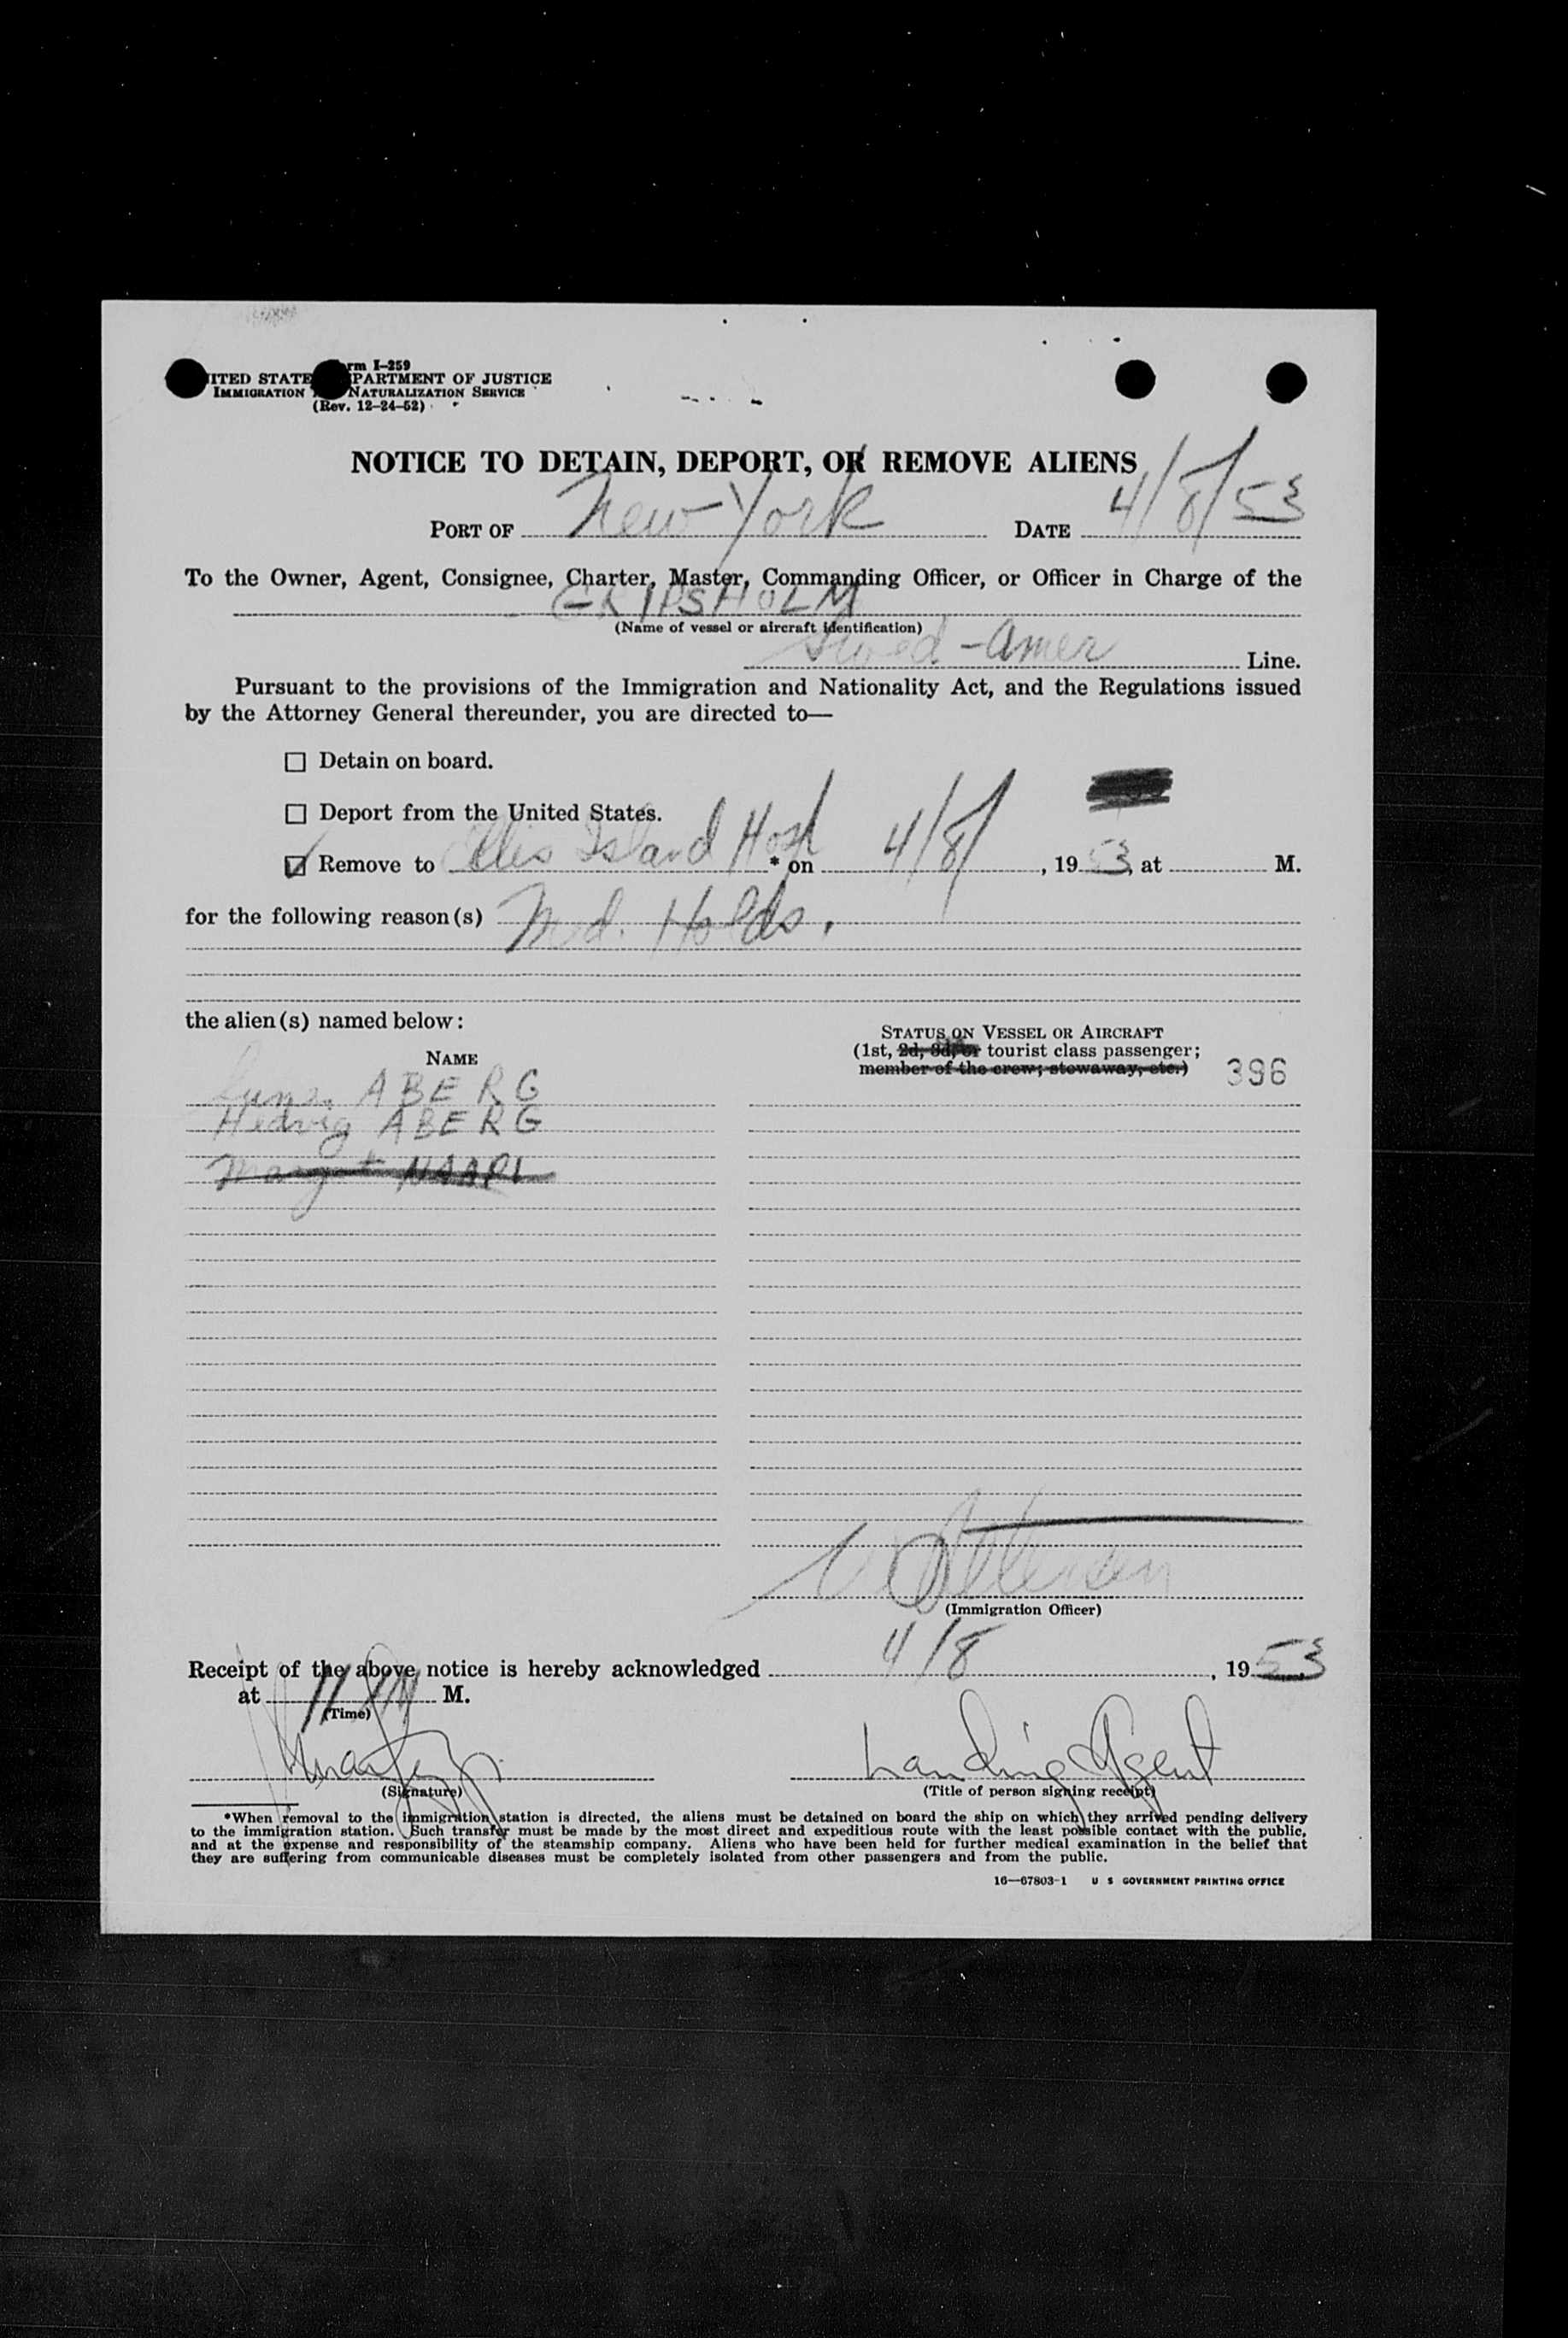 rm I-259
ITED STATE PARTMENT OF JUSTICE
IMMIGRATION NATURALIZATION SERVICE
(Rev. 12-24-52)
NOTICE TO DETAIN, DEPORT, OR REMOVE ALIENS
PORT OF New York DATE 4/8/53
To the Owner, Agent, Consignee, Charter, Master, Commanding Officer, or Officer in Charge of the
GRIPSHOLM
(Name of vessel or aircraft identification)
Swed-Amer Line.
Pursuant to the provisions of the Immigration and Nationality Act, and the Regulations issued
by the Attorney General thereunder, you are directed to—
☐ Detain on board.
☐ Deport from the United States.
☑ Remove to Ellis Island Hosp * on 4/8/, 19 53, at M.
for the following reason(s) Med. Holds.
the alien(s) named below:
STATUS ON VESSEL OR AIRCRAFT
(1st, 2d, 3d, or tourist class passenger;
member of the crew; stowaway, etc.)
396
NAME
ABERG
Hedvig ABERG
4/8
(Immigration Officer)
Receipt of the above notice is hereby acknowledged 4/8, 19 53
at 11 M.
(Time)
Landing Agent
(Signature)
(Title of person signing receipt)
*When removal to the immigration station is directed, the aliens must be detained on board the ship on which they arrived pending delivery
to the immigration station. Such transfer must be made by the most direct and expeditious route with the least possible contact with the public,
and at the expense and responsibility of the steamship company. Aliens who have been held for further medical examination in the belief that
they are suffering from communicable diseases must be completely isolated from other passengers and from the public.
16—67803-1 U S GOVERNMENT PRINTING OFFICE